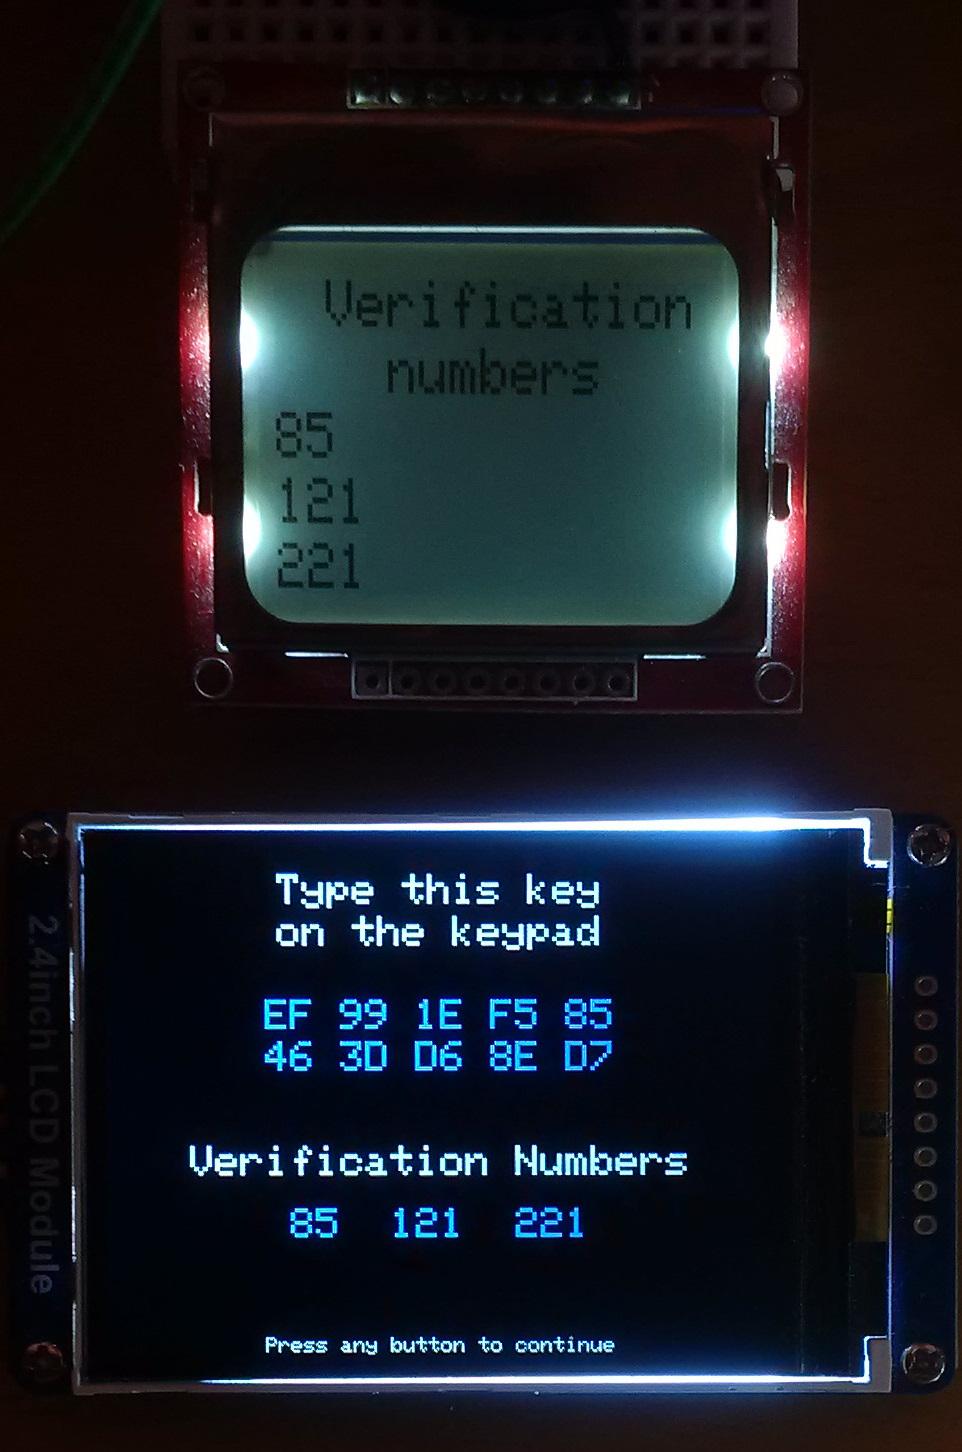 Verification
numbers
85
121
221
Type this key
on the keypad
EF 99 1E F5 85
46 3D D6 8E D7
Verification Numbers
85 121 221
Press any button to continue
2.4inch LCD Module